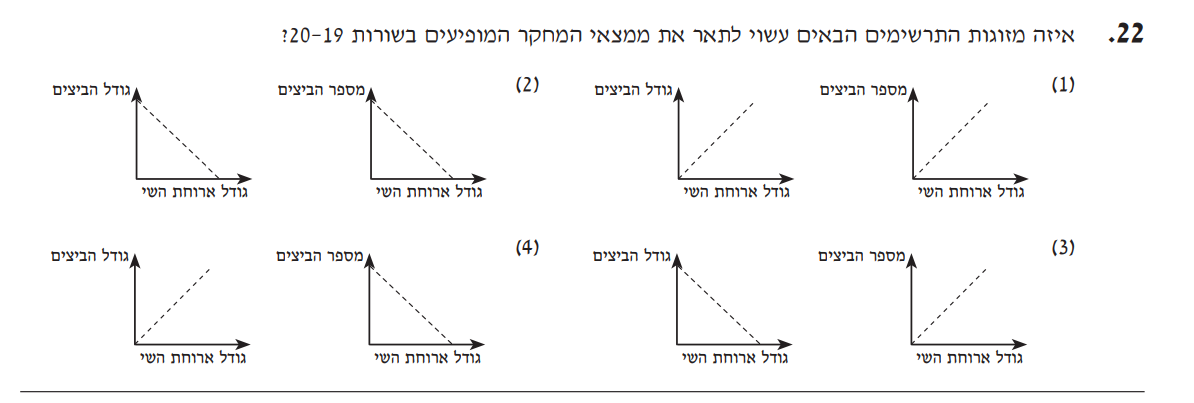 22. איזה מזוגות התרשימים הבאים עשוי לתאר את ממצאי המחקר המופיעים בשורות 19–20?
(1)
מספר הביצים
גודל ארוחת השי
גודל הביצים
גודל ארוחת השי
(2)
מספר הביצים
גודל ארוחת השי
גודל הביצים
גודל ארוחת השי
(3)
מספר הביצים
גודל ארוחת השי
גודל הביצים
גודל ארוחת השי
(4)
מספר הביצים
גודל ארוחת השי
גודל הביצים
גודל ארוחת השי